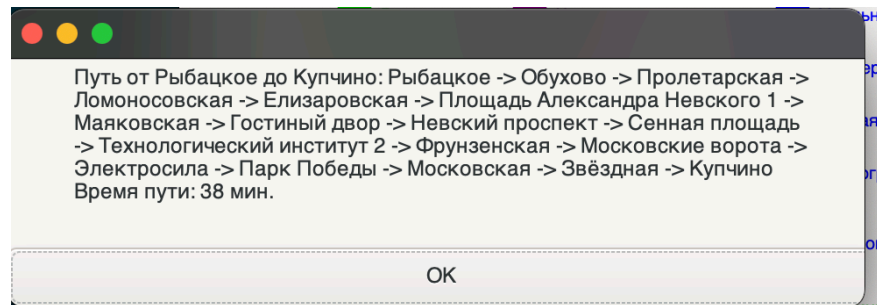 Путь от Рыбацкое до Купчино: Рыбацкое -> Обухово -> Пролетарская ->
Ломоносовская -> Елизаровская -> Площадь Александра Невского 1 ->
Маяковская -> Гостиный двор -> Невский проспект -> Сенная площадь
-> Технологический институт 2 -> Фрунзенская -> Московские ворота ->
Электросила -> Парк Победы -> Московская -> Звёздная -> Купчино
Время пути: 38 мин.
OK